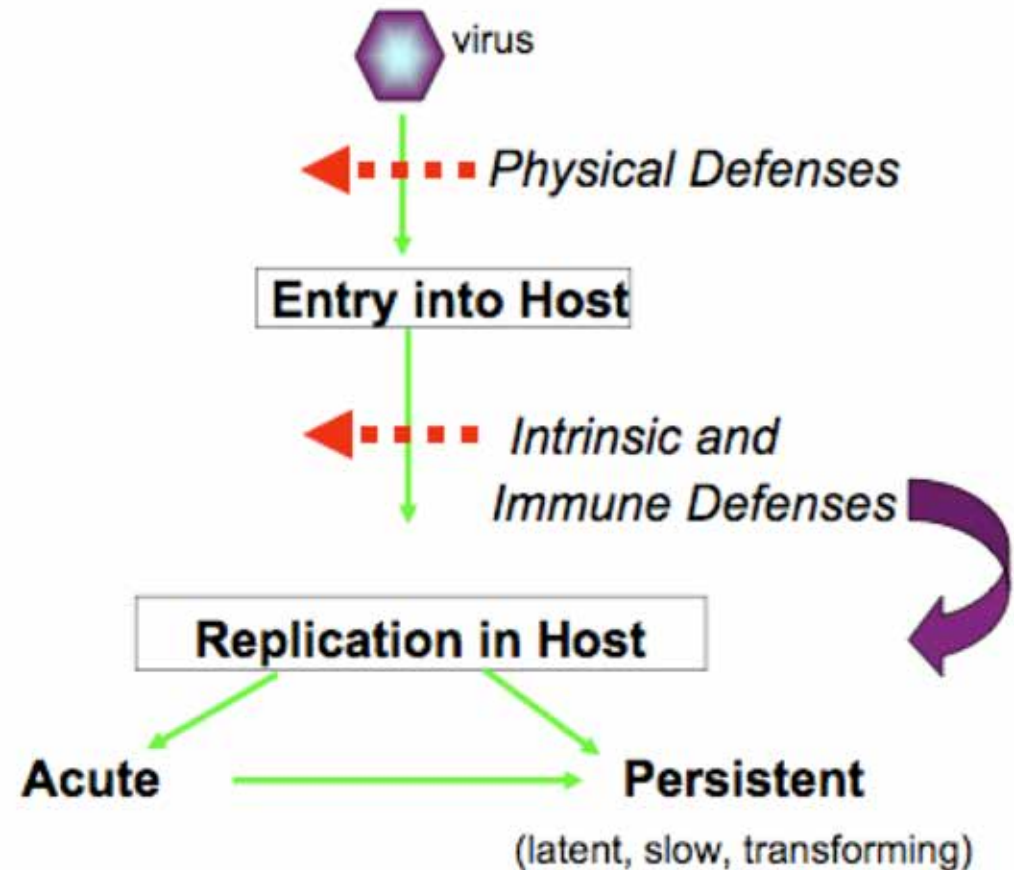 virus
Physical Defenses
Entry into Host
Intrinsic and
Immune Defenses
Replication in Host
Acute
Persistent
(latent, slow, transforming)